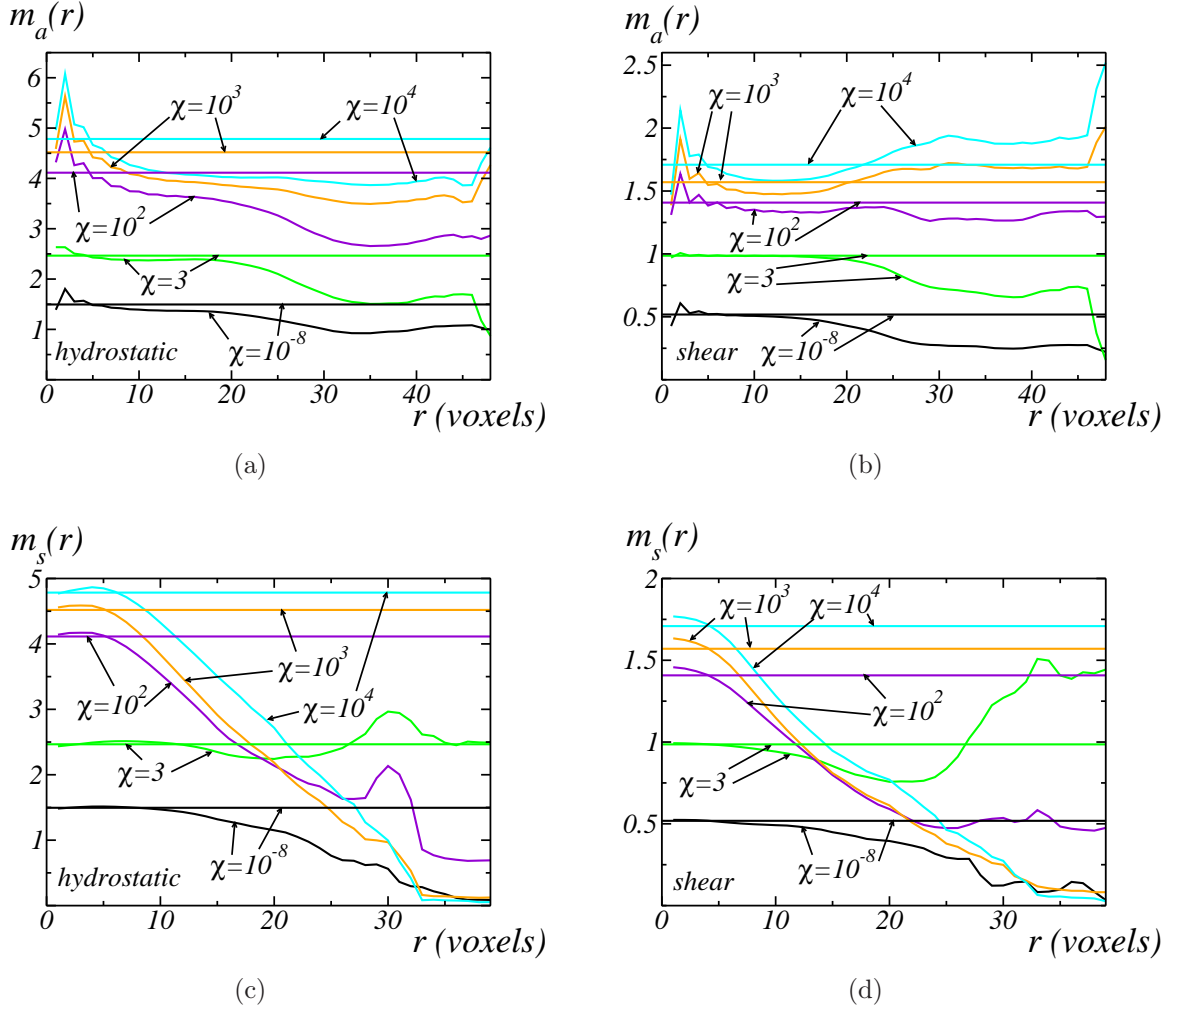 m_a(r)
6
5
4
3
2
1
χ=10^3
χ=10^4
χ=10^2
χ=3
χ=10^-8
hydrostatic
0
10
20
30
40
r (voxels)
(a)
m_a(r)
2.5
2
1.5
1
0.5
χ=10^3
χ=10^4
χ=10^2
χ=3
χ=10^-8
shear
0
10
20
30
40
r (voxels)
(b)
m_s(r)
5
4
3
2
1
χ=10^3
χ=10^2
χ=10^4
χ=3
χ=10^-8
hydrostatic
0
10
20
30
r (voxels)
(c)
m_s(r)
2
1.5
1
0.5
χ=10^3
χ=10^4
χ=10^2
χ=3
χ=10^-8
shear
0
10
20
30
r (voxels)
(d)